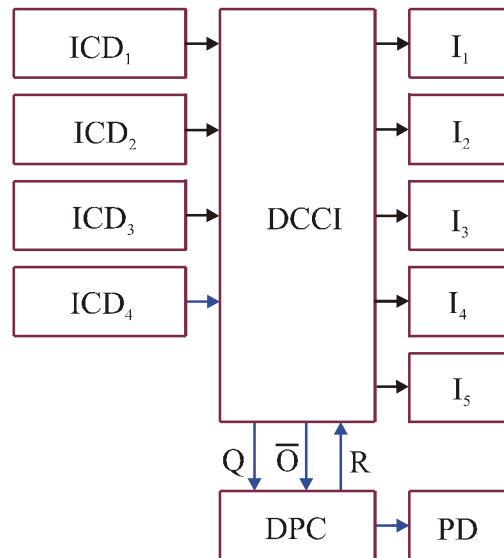 ICD₁ I₁
ICD₂ I₂
ICD₃ DCCI I₃
ICD₄ I₄
I₅
Q O̅ R
DPC PD